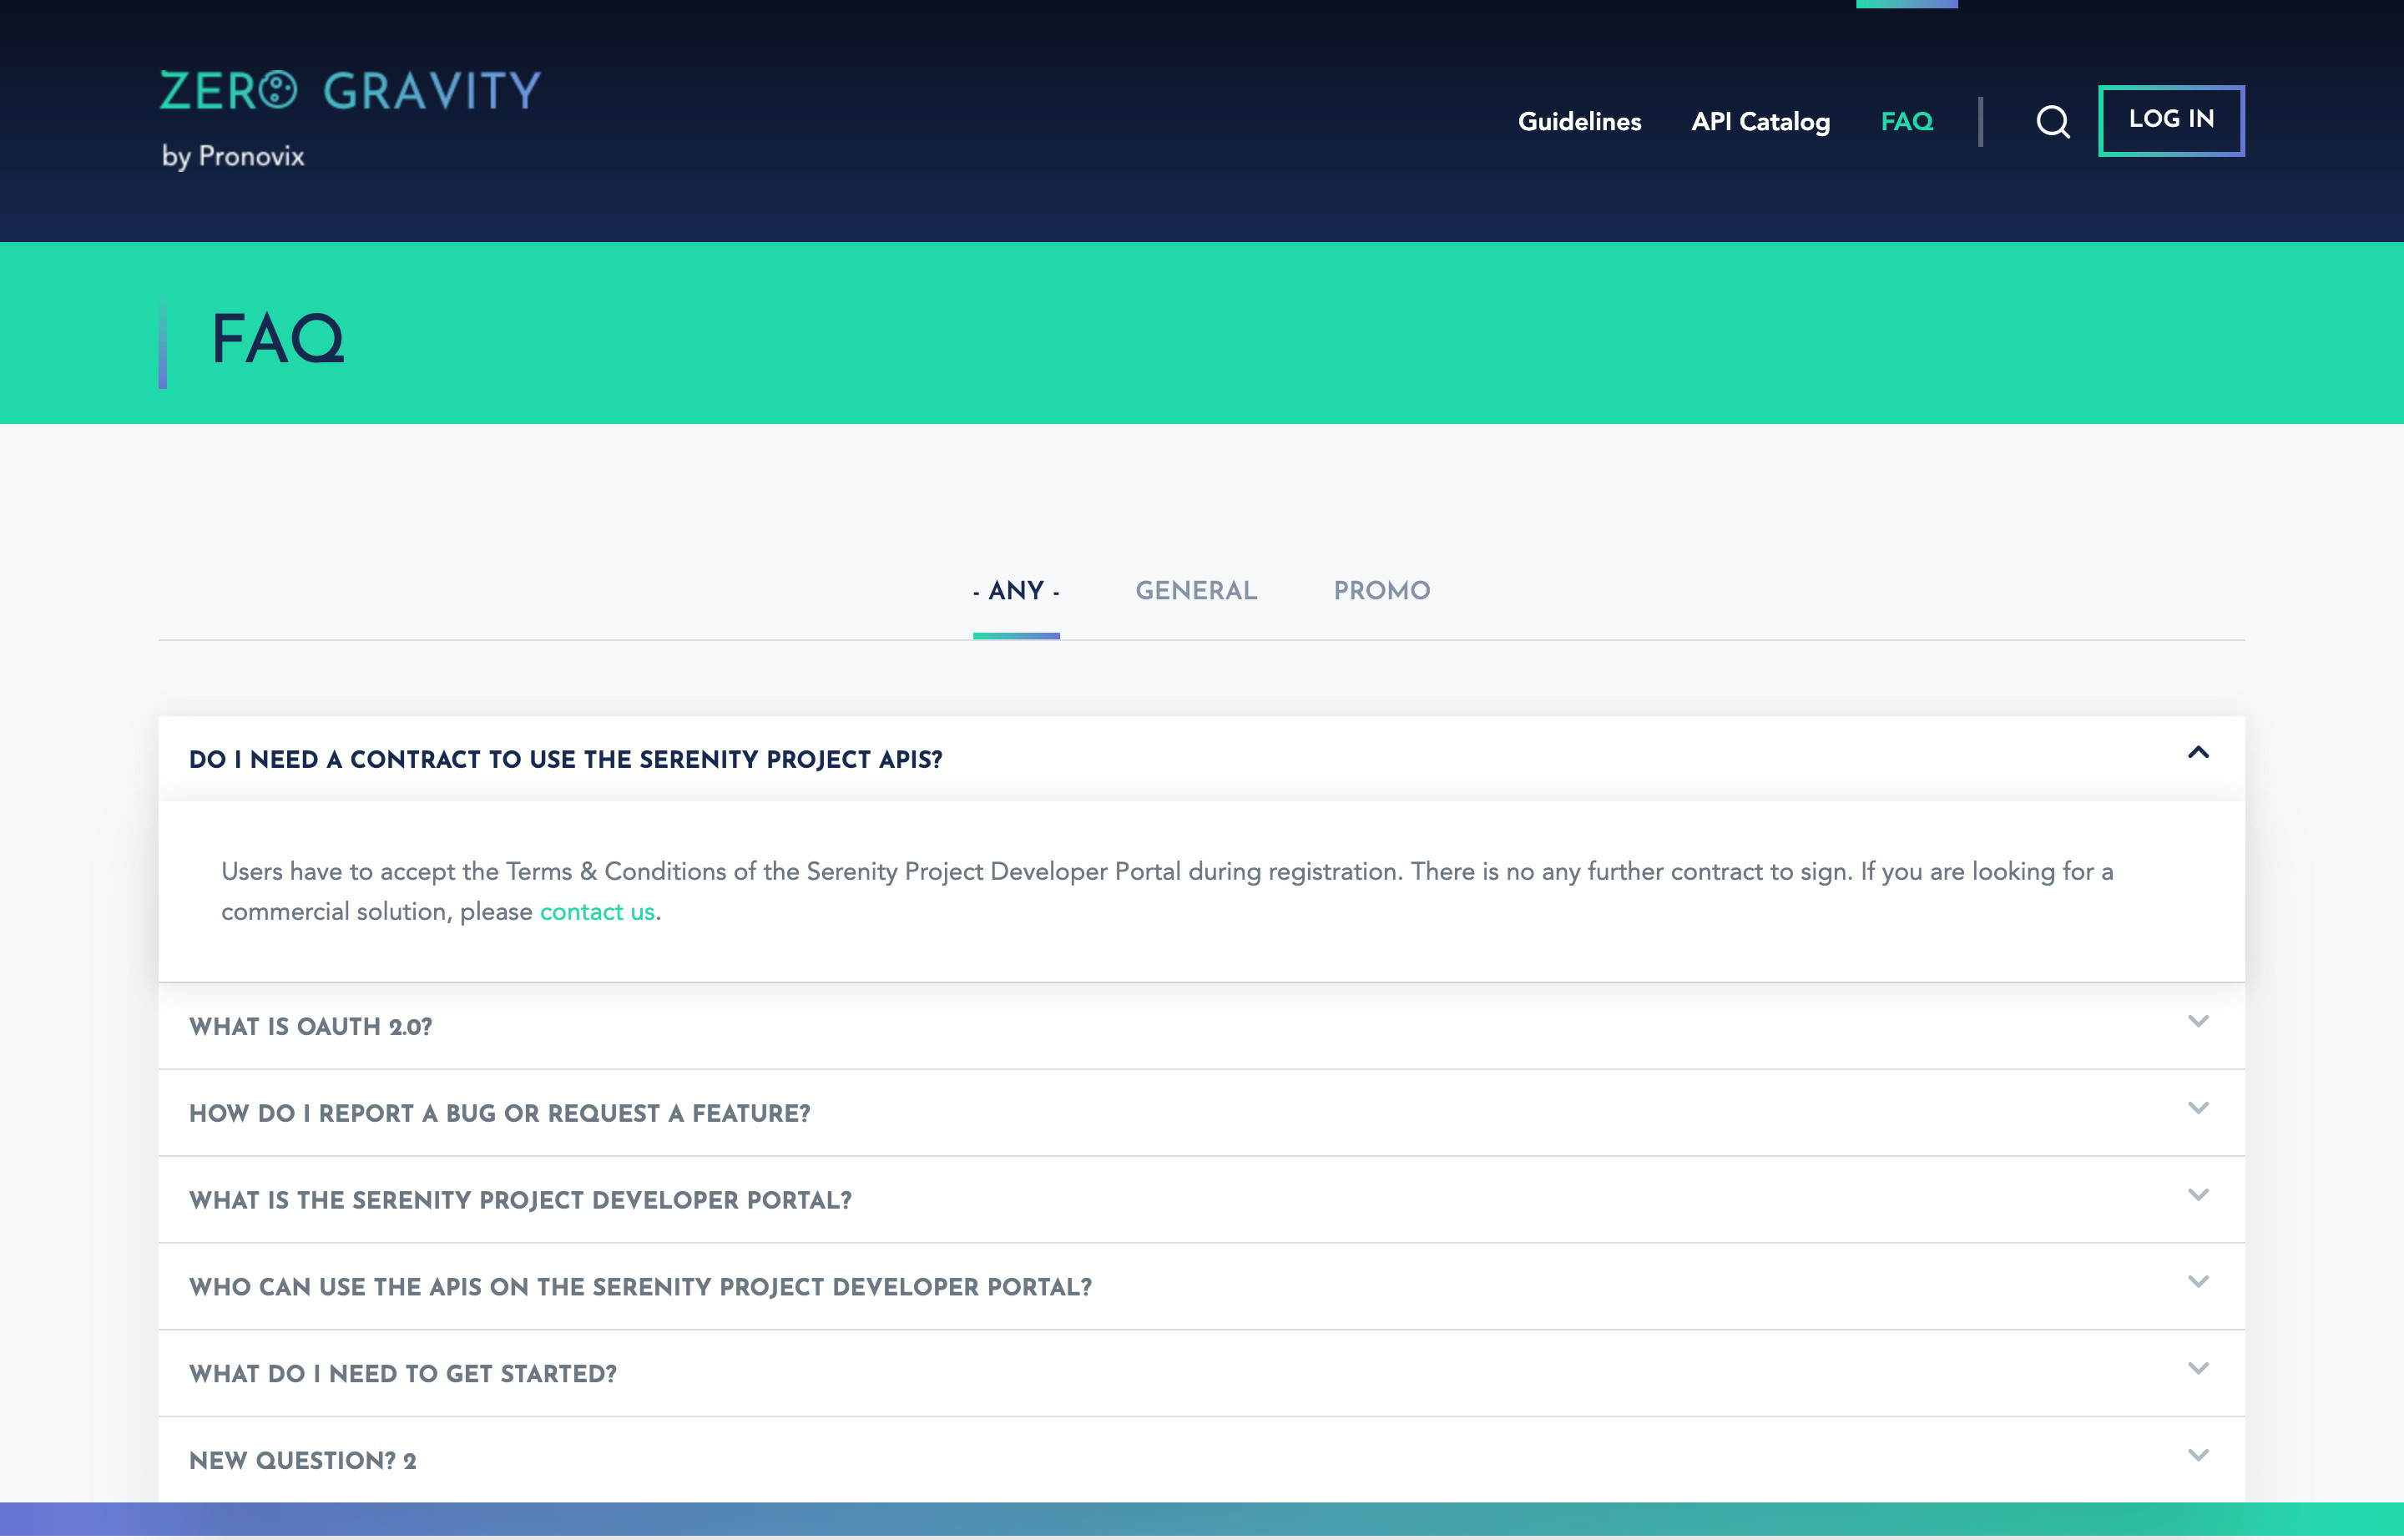 ZERO GRAVITY
by Pronovix
Guidelines
API Catalog
FAQ
LOG IN
FAQ
- ANY -
GENERAL
PROMO
DO I NEED A CONTRACT TO USE THE SERENITY PROJECT APIS?
Users have to accept the Terms & Conditions of the Serenity Project Developer Portal during registration. There is no any further contract to sign. If you are looking for a
commercial solution, please contact us.
WHAT IS OAUTH 2.0?
HOW DO I REPORT A BUG OR REQUEST A FEATURE?
WHAT IS THE SERENITY PROJECT DEVELOPER PORTAL?
WHO CAN USE THE APIS ON THE SERENITY PROJECT DEVELOPER PORTAL?
WHAT DO I NEED TO GET STARTED?
NEW QUESTION? 2